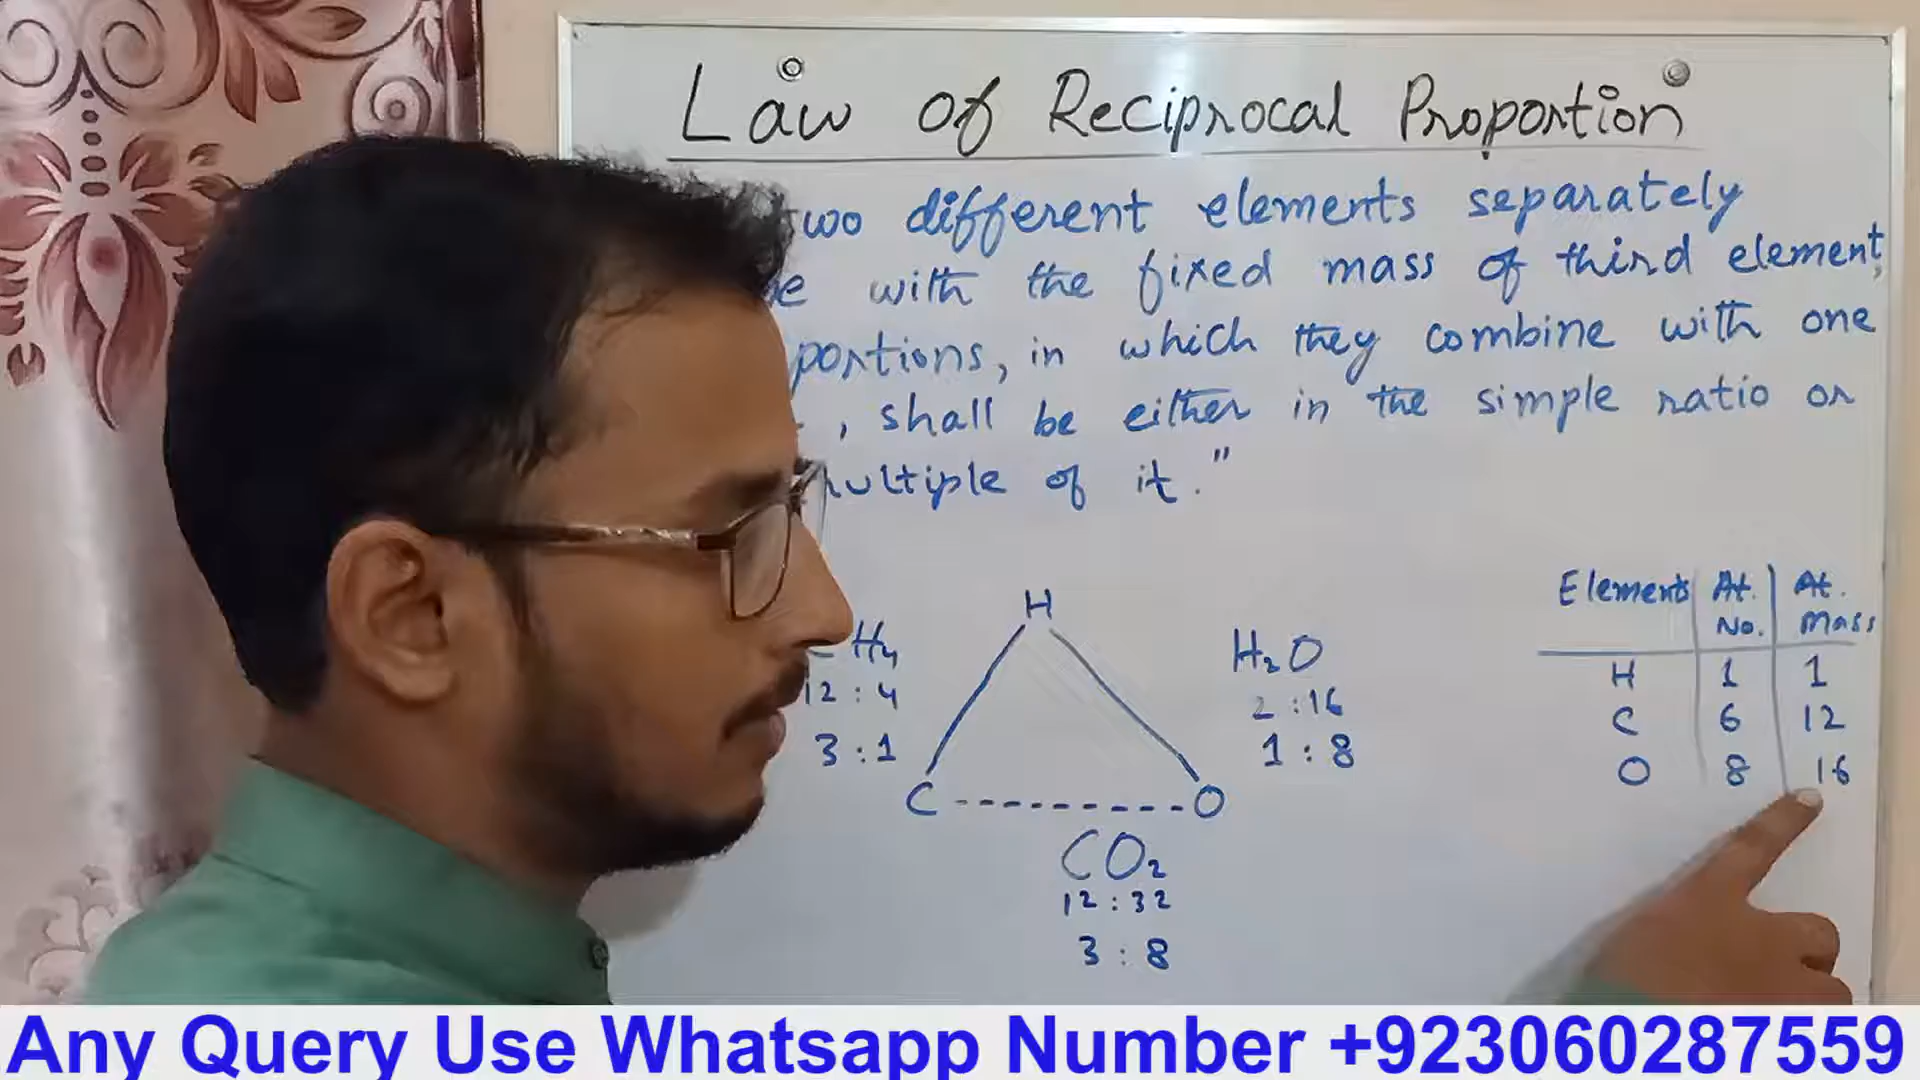 Law of Reciprocal Proportion
two different elements separately
with the fixed mass of third element,
in which they combine with one
, shall be either in the simple ratio or
multiple of it."
H
H₄
12 : 4
3 : 1
H₂O
2 : 16
1 : 8
C ---------- O
CO₂
12 : 32
3 : 8
Elements At. No. At. Mass
H 1 1
C 6 12
O 8 16
Any Query Use Whatsapp Number +923060287559